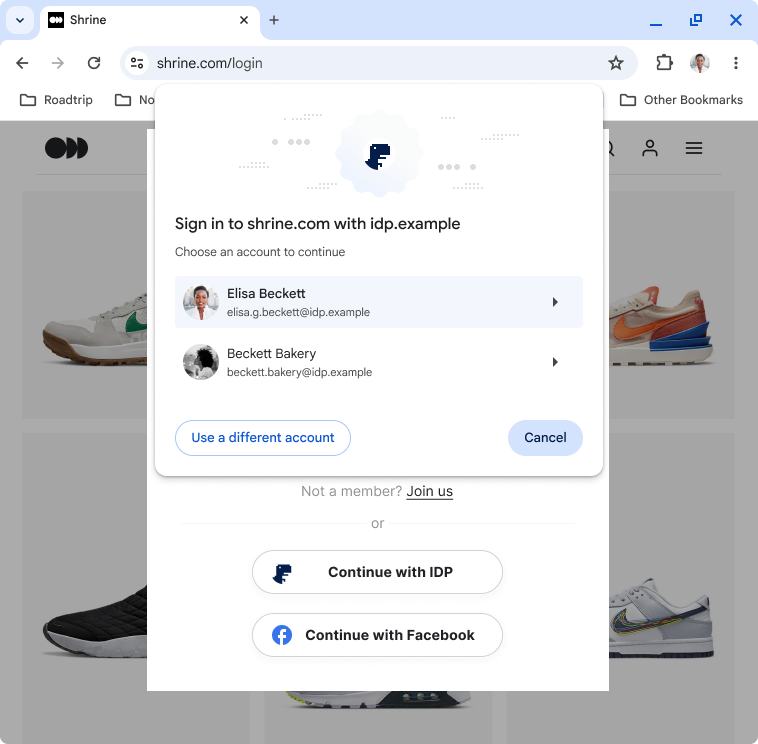 Shrine
shrine.com/login
Roadtrip
No
Other Bookmarks
Sign in to shrine.com with idp.example
Choose an account to continue
Elisa Beckett
elisa.g.beckett@idp.example
Beckett Bakery
beckett.bakery@idp.example
Use a different account
Cancel
Not a member? Join us
or
Continue with IDP
Continue with Facebook